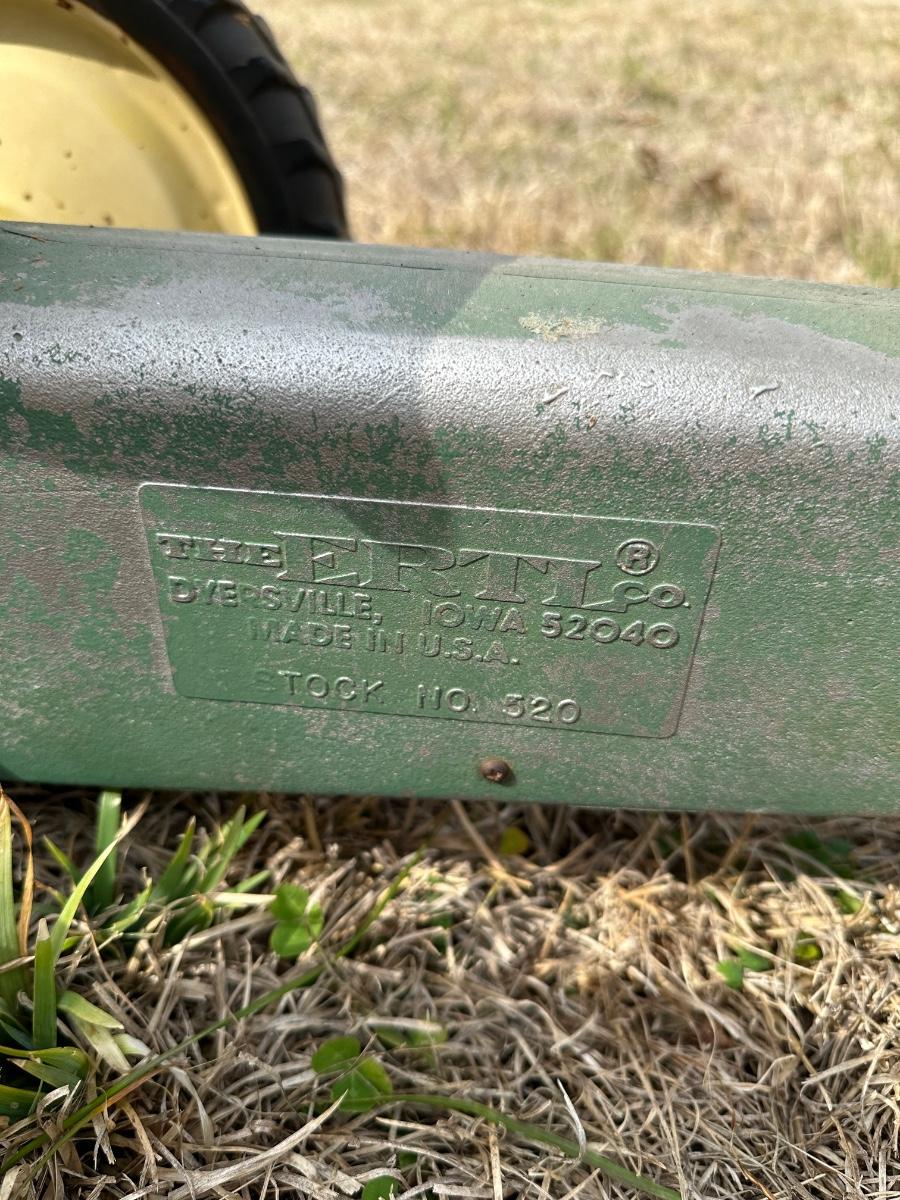 THE ERTL® CO.
DYERSVILLE, IOWA 52040
MADE IN U.S.A.
STOCK NO. 520